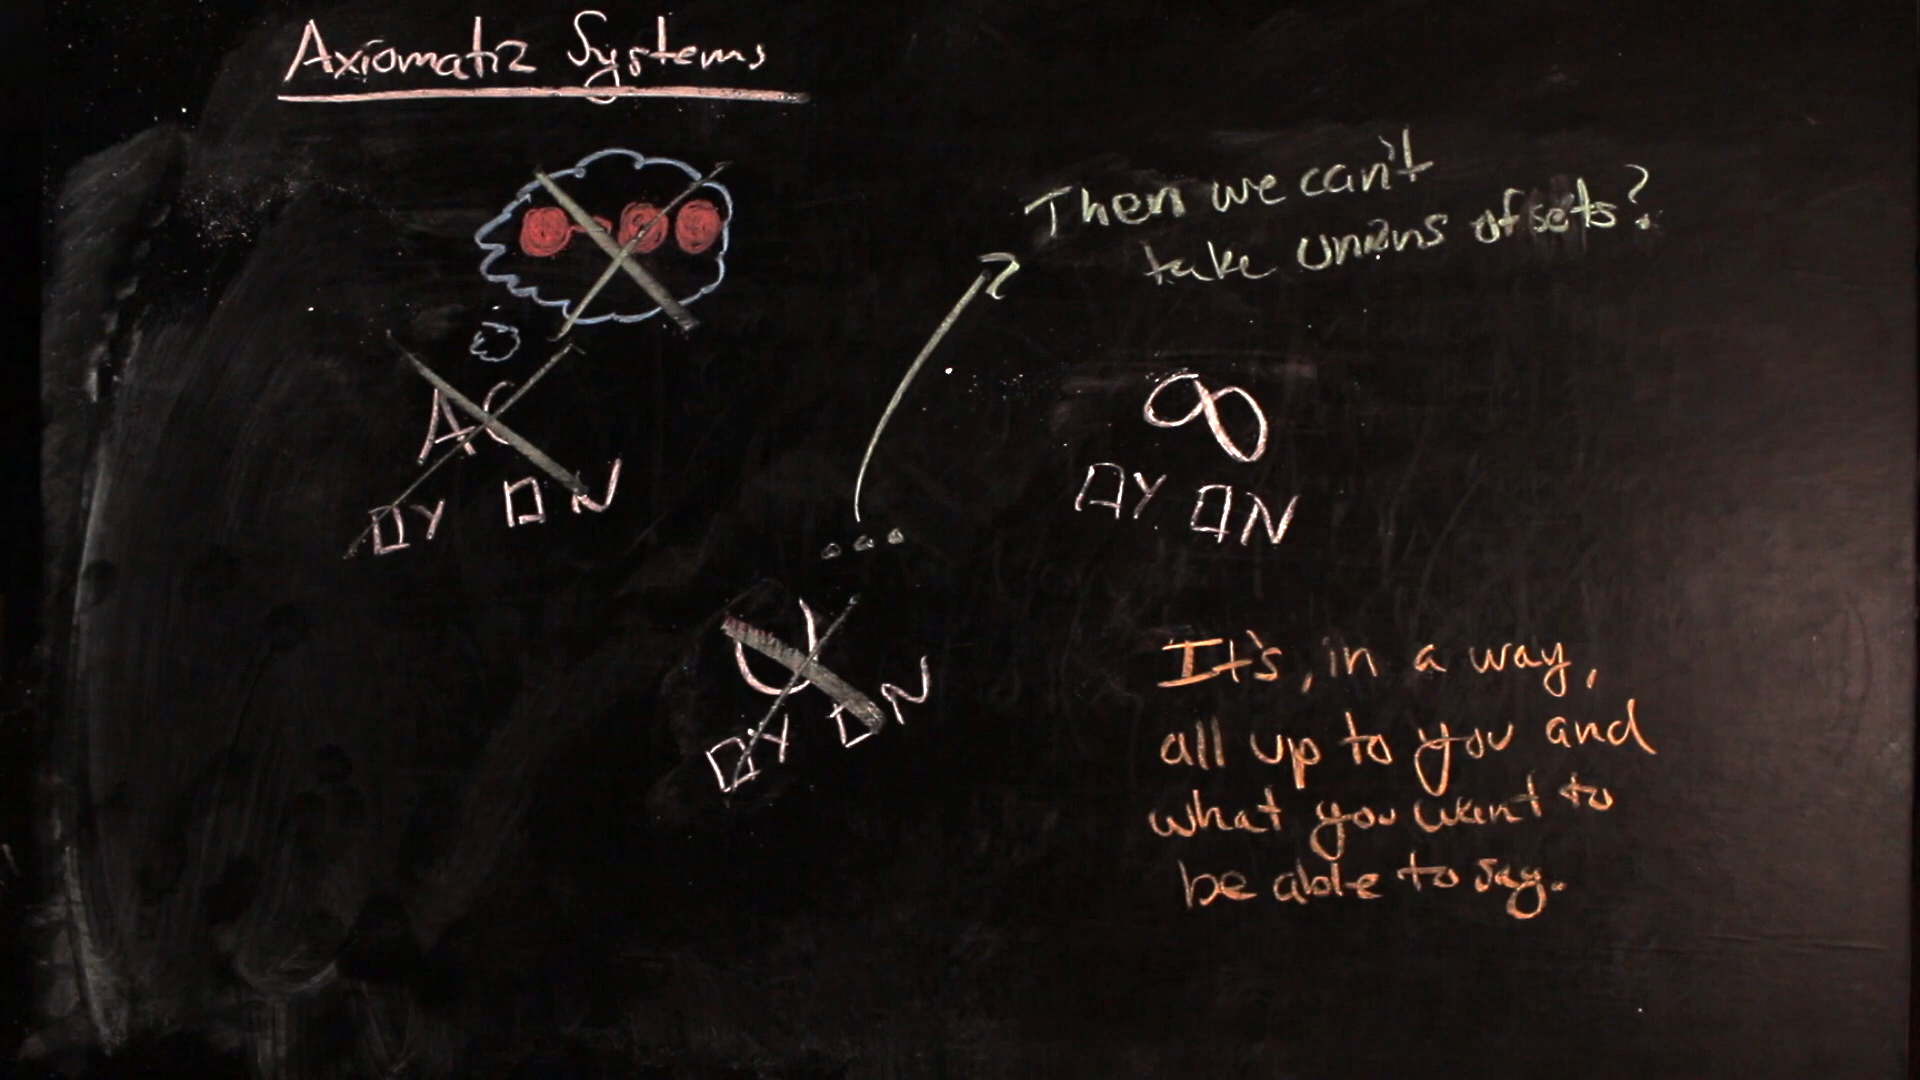 Axiomatic Systems
Then we can't
take unions of sets?
AC
□Y □N
∞
□Y □N
...
U
□Y □N
It's, in a way,
all up to you and
what you want to
be able to say.